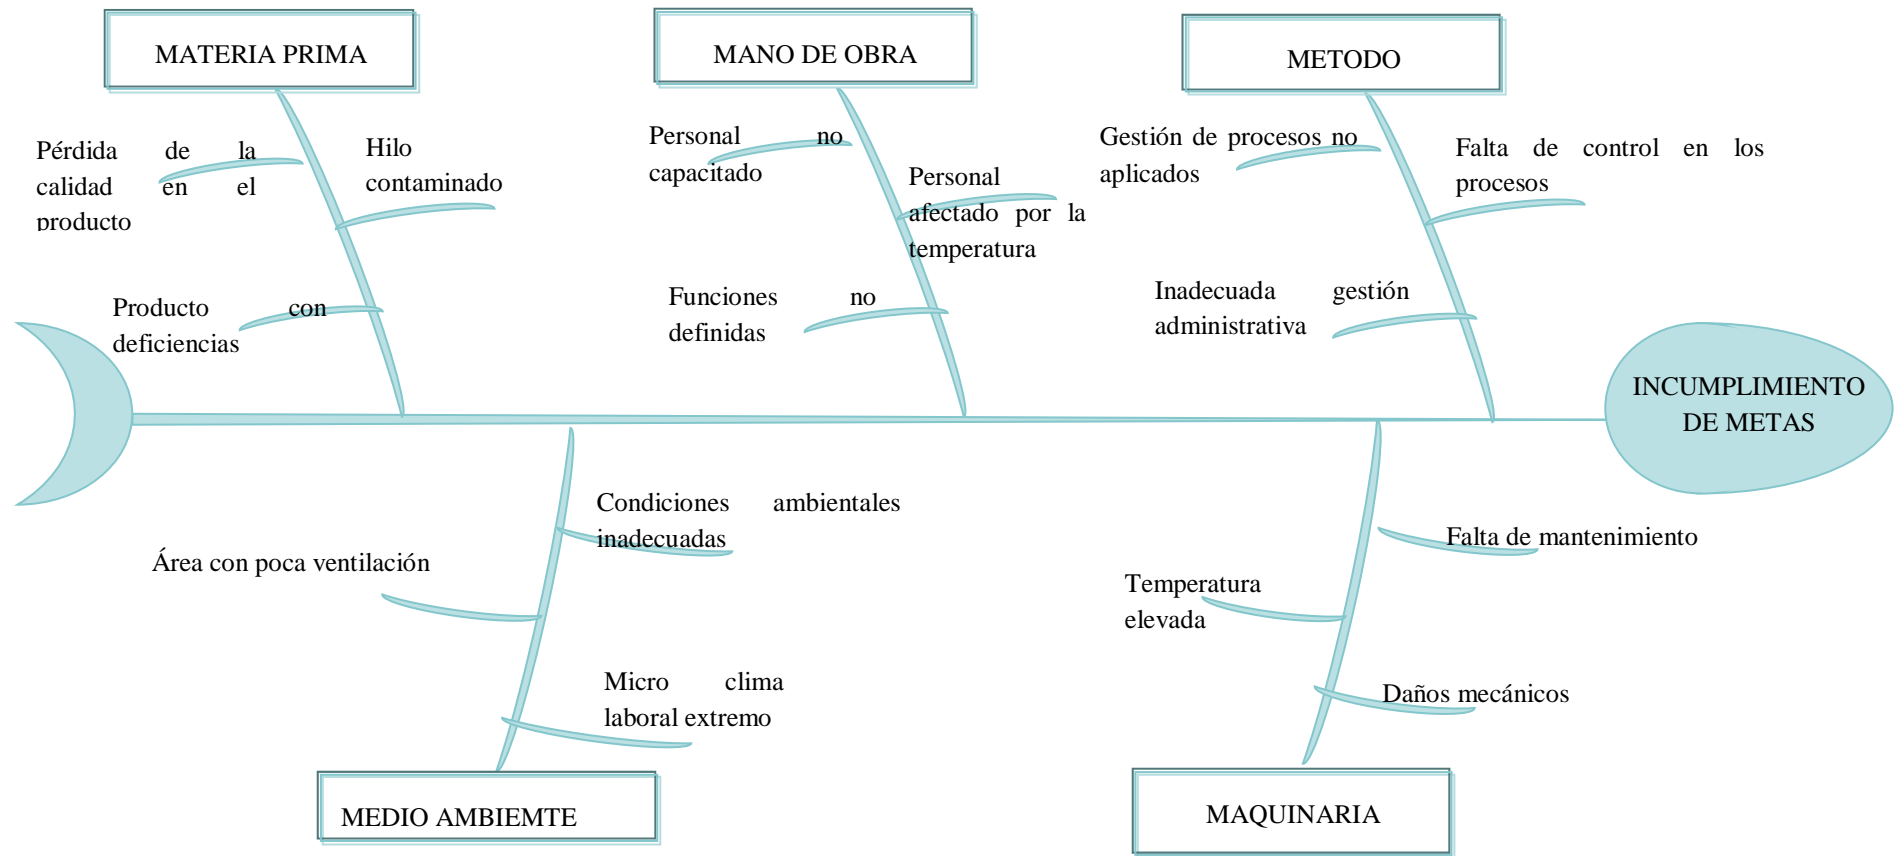 MATERIA PRIMA
MANO DE OBRA
METODO
Pérdida de la
calidad en el
producto
Hilo
contaminado
Producto con
deficiencias
Personal no
capacitado
Personal
afectado por la
temperatura
Funciones no
definidas
Gestión de procesos no
aplicados
Falta de control en los
procesos
Inadecuada gestión
administrativa
INCUMPLIMIENTO
DE METAS
Condiciones ambientales
inadecuadas
Área con poca ventilación
Micro clima
laboral extremo
Falta de mantenimiento
Temperatura
elevada
Daños mecánicos
MEDIO AMBIEMTE
MAQUINARIA